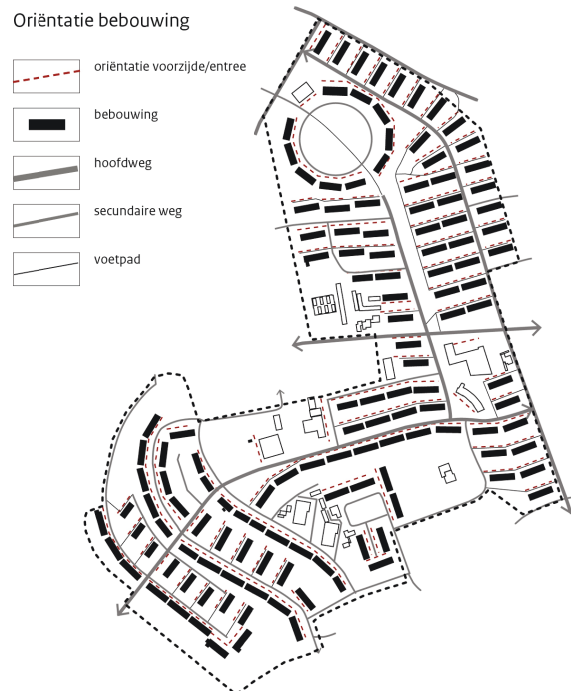 Oriëntatie bebouwing
oriëntatie voorzijde/entree
bebouwing
hoofdweg
secundaire weg
voetpad